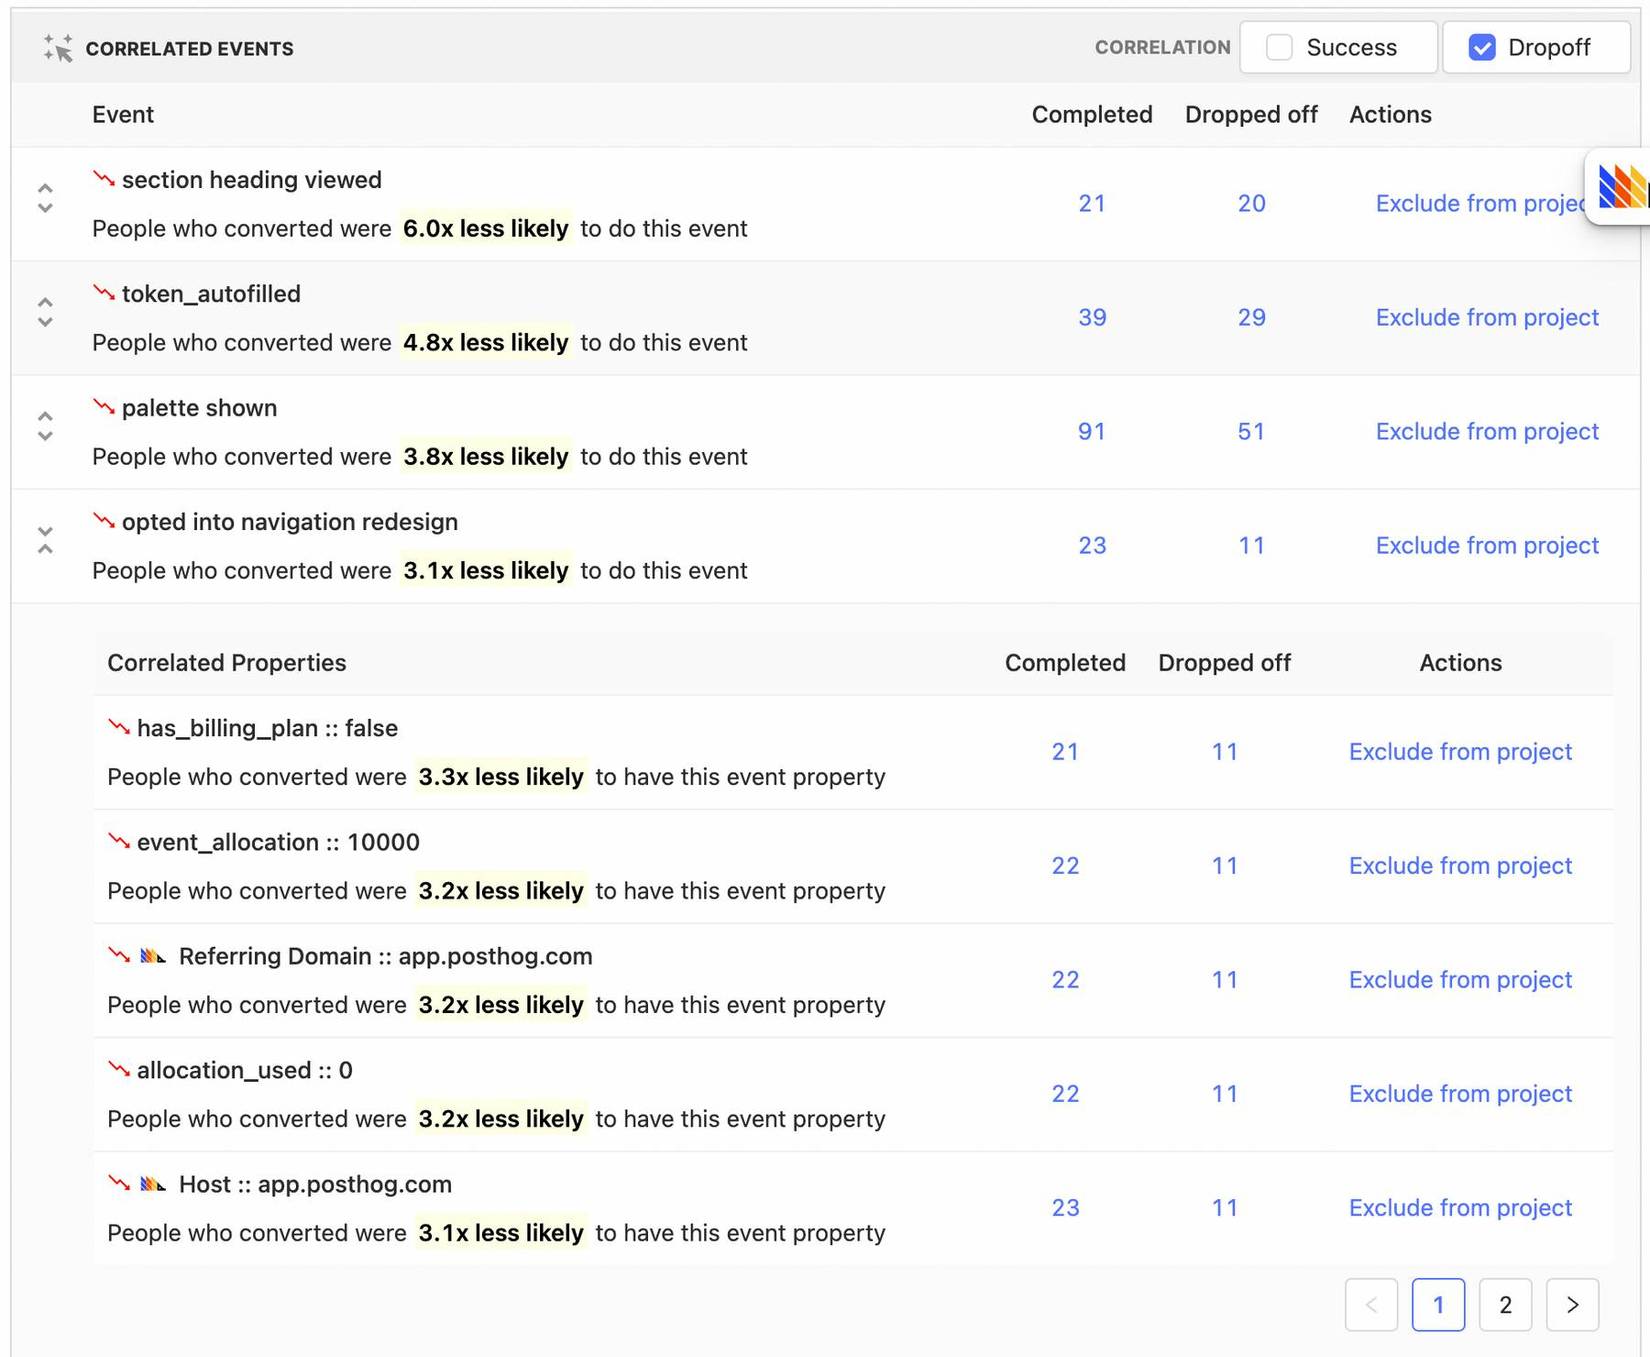 CORRELATED EVENTS CORRELATION Success Dropoff
Event Completed Dropped off Actions
section heading viewed
People who converted were 6.0x less likely to do this event
21 20 Exclude from projec
token_autofilled
People who converted were 4.8x less likely to do this event
39 29 Exclude from project
palette shown
People who converted were 3.8x less likely to do this event
91 51 Exclude from project
opted into navigation redesign
People who converted were 3.1x less likely to do this event
23 11 Exclude from project
Correlated Properties Completed Dropped off Actions
has_billing_plan :: false
People who converted were 3.3x less likely to have this event property
21 11 Exclude from project
event_allocation :: 10000
People who converted were 3.2x less likely to have this event property
22 11 Exclude from project
Referring Domain :: app.posthog.com
People who converted were 3.2x less likely to have this event property
22 11 Exclude from project
allocation_used :: 0
People who converted were 3.2x less likely to have this event property
22 11 Exclude from project
Host :: app.posthog.com
People who converted were 3.1x less likely to have this event property
23 11 Exclude from project
< 1 2 >